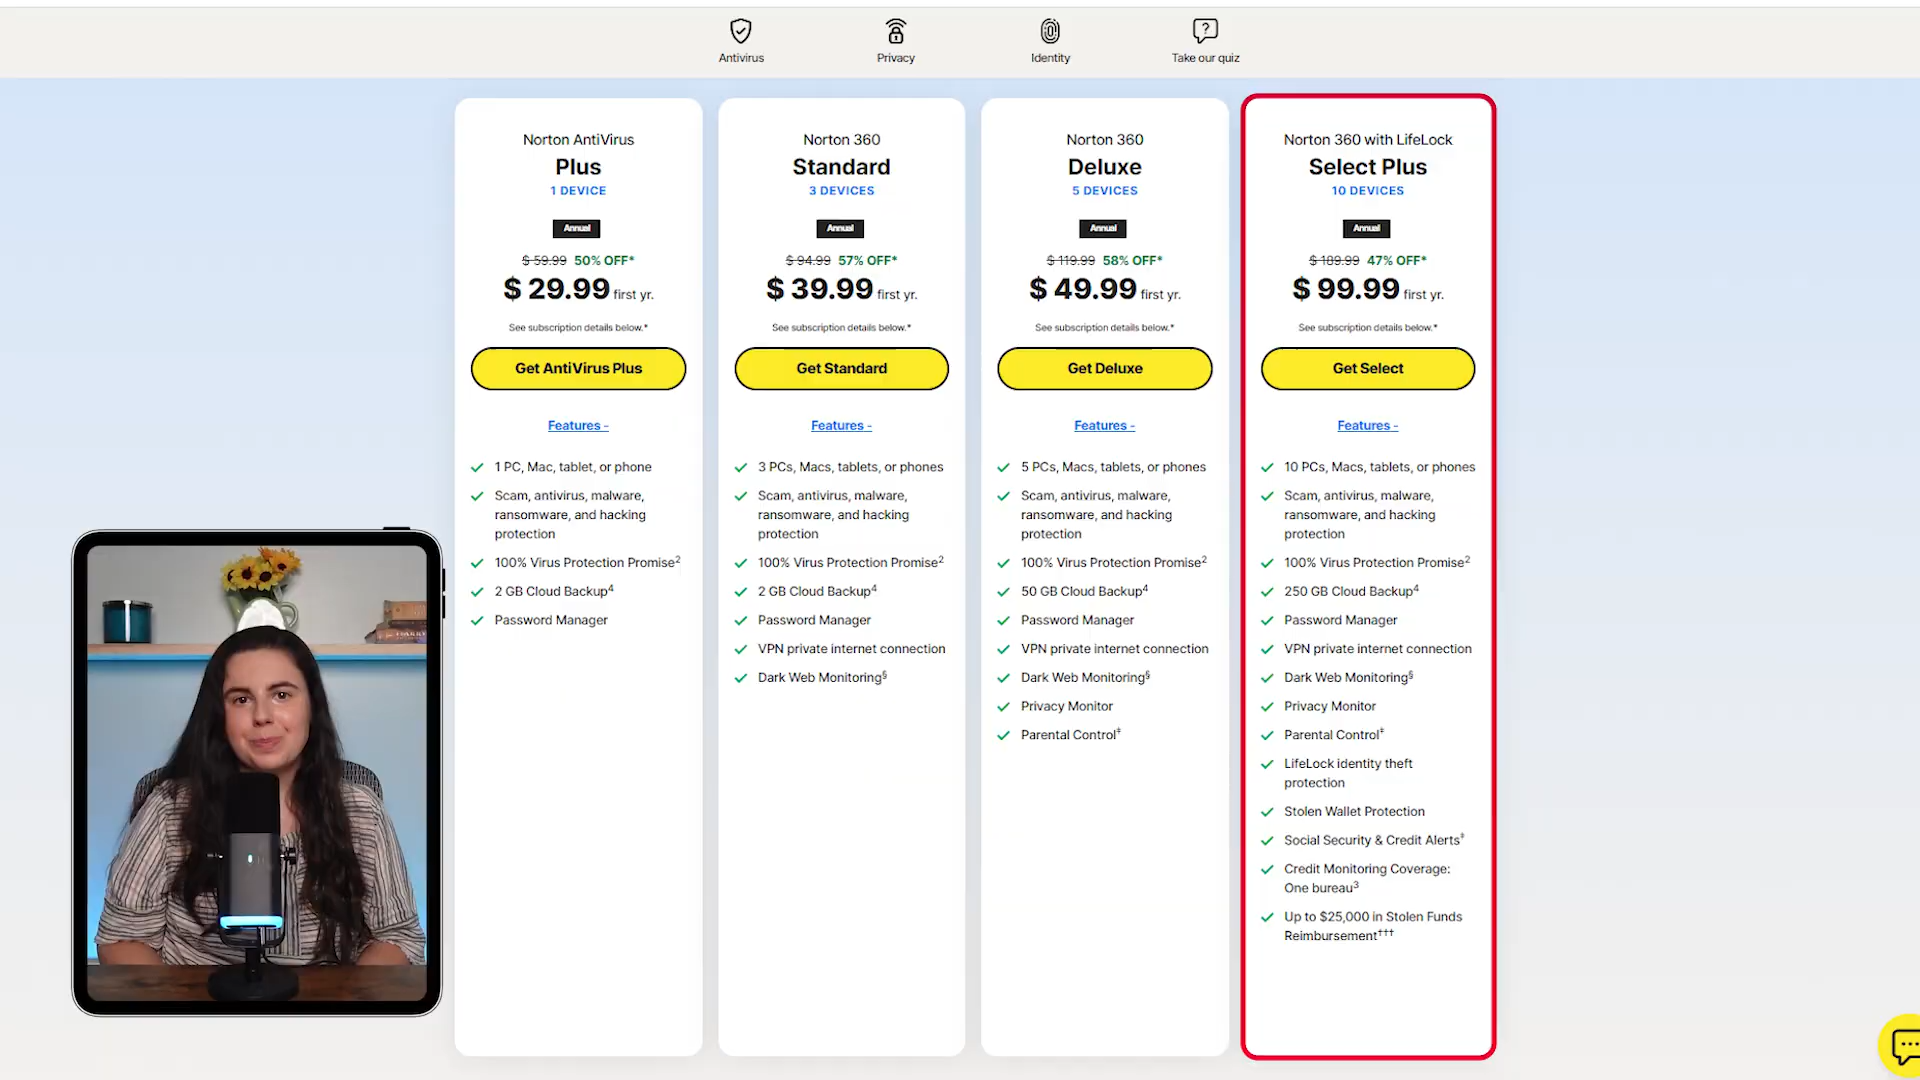 Antivirus
Privacy
Identity
Take our quiz
Norton AntiVirus
Plus
1 DEVICE
Annual
$ 59.99 50% OFF*
$ 29.99 first yr.
See subscription details below.*
Get AntiVirus Plus
Features -
1 PC, Mac, tablet, or phone
Scam, antivirus, malware,
ransomware, and hacking
protection
100% Virus Protection Promise2
2 GB Cloud Backup4
Password Manager
Norton 360
Standard
3 DEVICES
Annual
$ 94.99 57% OFF*
$ 39.99 first yr.
See subscription details below.*
Get Standard
Features -
3 PCs, Macs, tablets, or phones
Scam, antivirus, malware,
ransomware, and hacking
protection
100% Virus Protection Promise2
2 GB Cloud Backup4
Password Manager
VPN private internet connection
Dark Web Monitoring§
Norton 360
Deluxe
5 DEVICES
Annual
$ 119.99 58% OFF*
$ 49.99 first yr.
See subscription details below.*
Get Deluxe
Features -
5 PCs, Macs, tablets, or phones
Scam, antivirus, malware,
ransomware, and hacking
protection
100% Virus Protection Promise2
50 GB Cloud Backup4
Password Manager
VPN private internet connection
Dark Web Monitoring§
Privacy Monitor
Parental Control‡
Norton 360 with LifeLock
Select Plus
10 DEVICES
Annual
$ 189.99 47% OFF*
$ 99.99 first yr.
See subscription details below.*
Get Select
Features -
10 PCs, Macs, tablets, or phones
Scam, antivirus, malware,
ransomware, and hacking
protection
100% Virus Protection Promise2
250 GB Cloud Backup4
Password Manager
VPN private internet connection
Dark Web Monitoring§
Privacy Monitor
Parental Control‡
LifeLock identity theft
protection
Stolen Wallet Protection
Social Security & Credit Alerts‡
Credit Monitoring Coverage:
One bureau3
Up to $25,000 in Stolen Funds
Reimbursement†††